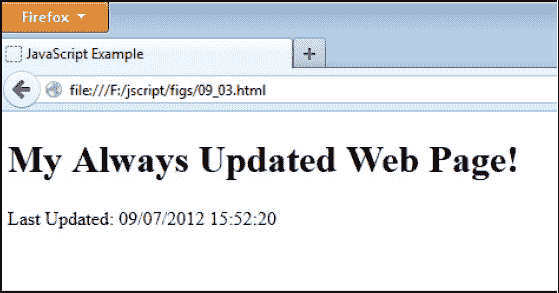 Firefox
JavaScript Example
file:///F:/jscript/figs/09_03.html
My Always Updated Web Page!
Last Updated: 09/07/2012 15:52:20